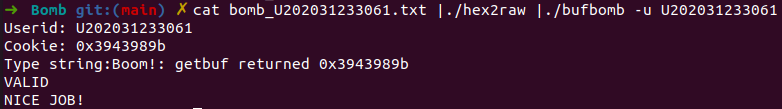 ➜ Bomb git:(main) ✗ cat bomb_U202031233061.txt |./hex2raw |./bufbomb -u U202031233061
Userid: U202031233061
Cookie: 0x3943989b
Type string:Boom!: getbuf returned 0x3943989b
VALID
NICE JOB!